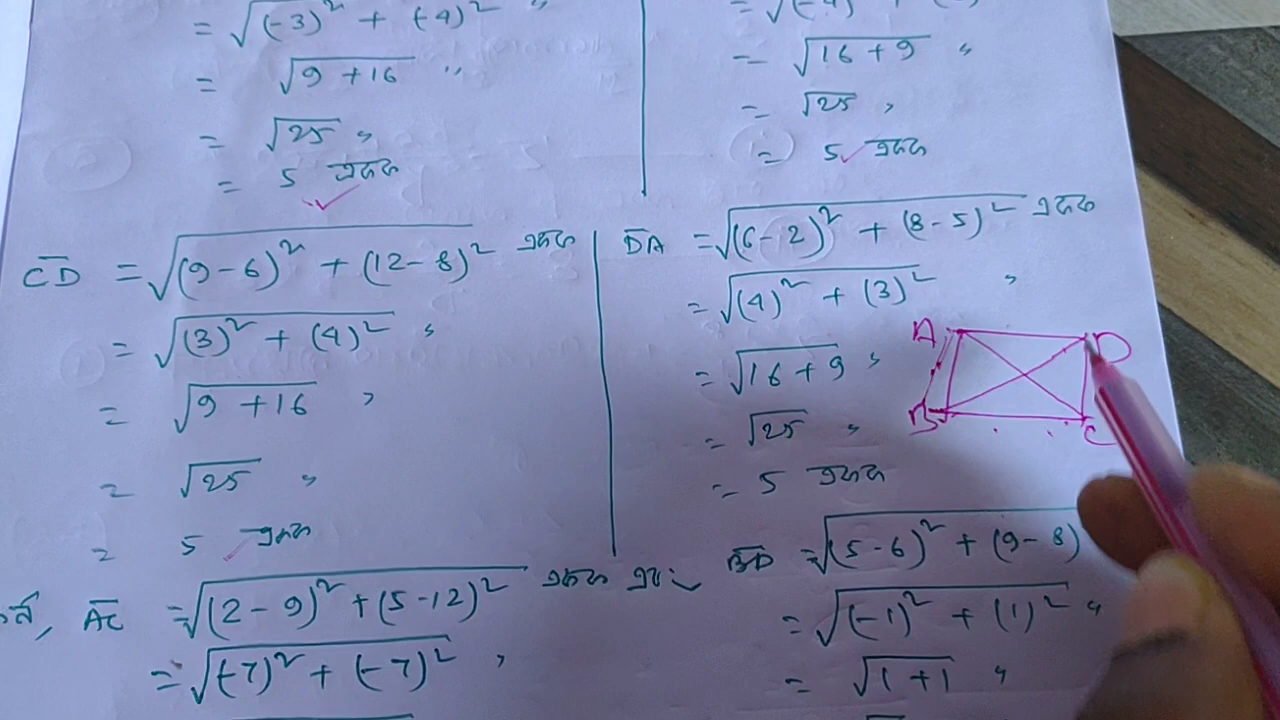 = √(-3)² + (-4)² "
= √9 + 16 "
= √25 "
= 5 একক
= √16 + 9 "
= √25 "
= 5 একক
CD = √(9-6)² + (12-8)² একক
= √(3)² + (4)² "
= √9 + 16 "
= √25 "
= 5 একক
DA = √(6-2)² + (8-5)² একক
= √(4)² + (3)² "
= √16 + 9 "
= √25 "
= 5 একক
A D
B C
AC = √(2-9)² + (5-12)² একক এবং
= √(-7)² + (-7)² "
BD = √(5-6)² + (9-8)
= √(-1)² + (1)² "
= √1 + 1 "